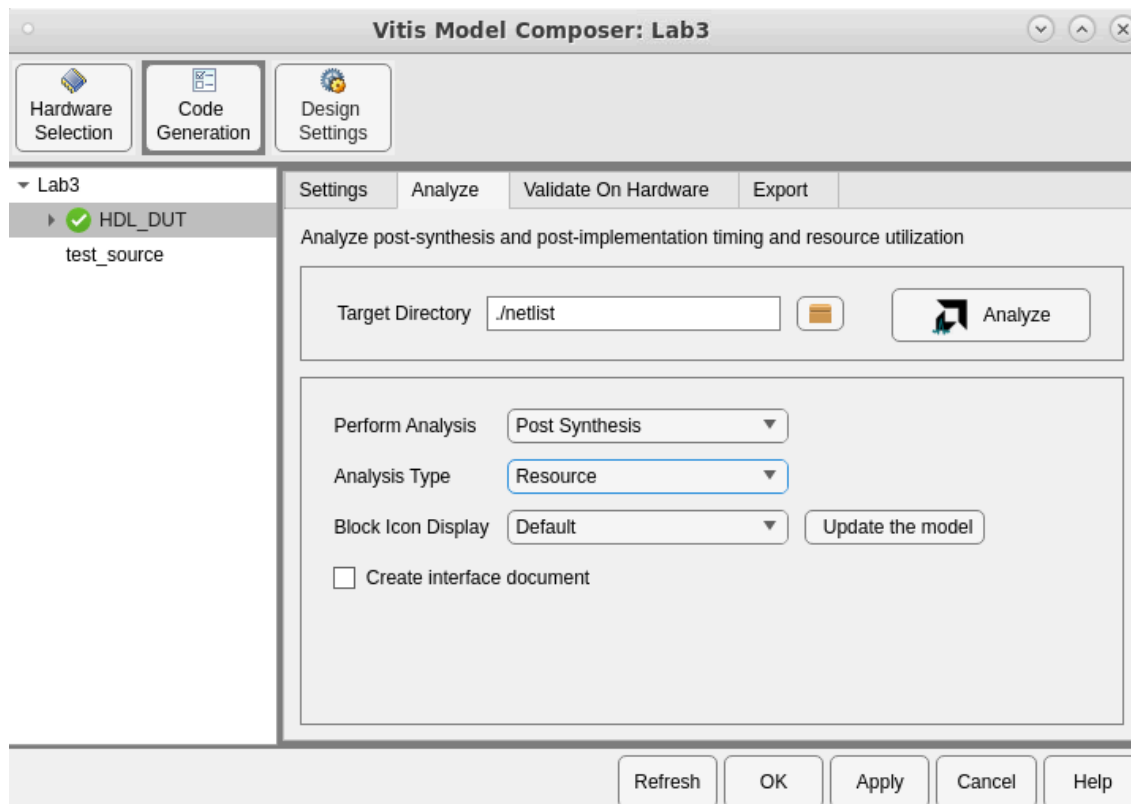 Vitis Model Composer: Lab3
Hardware
Selection
Code
Generation
Design
Settings
Lab3
HDL_DUT
test_source
Settings
Analyze
Validate On Hardware
Export
Analyze post-synthesis and post-implementation timing and resource utilization
Target Directory
./netlist
Analyze
Perform Analysis
Post Synthesis
Analysis Type
Resource
Block Icon Display
Default
Update the model
Create interface document
Refresh
OK
Apply
Cancel
Help